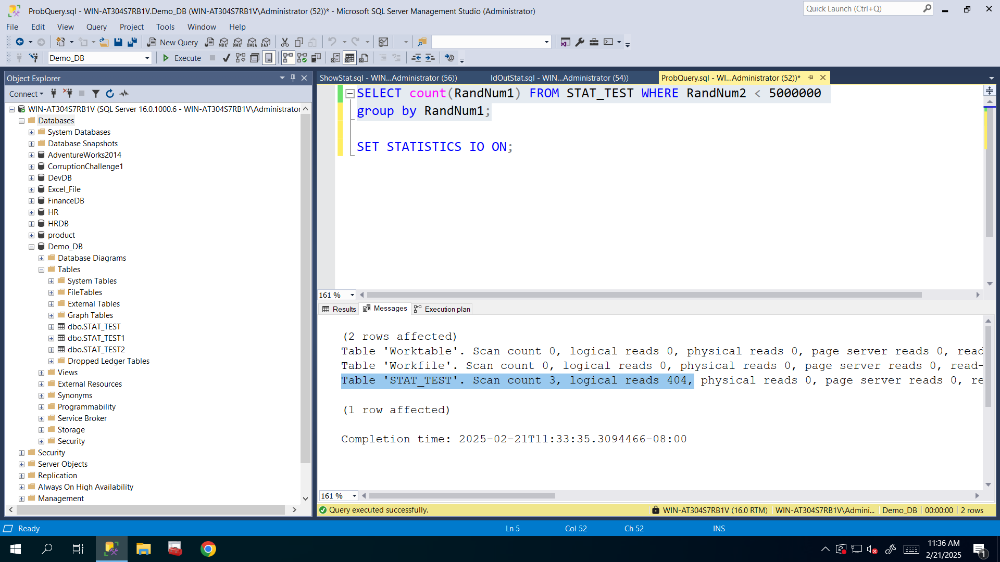 ProbQuery.sql - WIN-AT304S7RB1V.Demo_DB (WIN-AT304S7RB1V\Administrator (52))* - Microsoft SQL Server Management Studio (Administrator)
Quick Launch (Ctrl+Q)
File Edit View Query Project Tools Window Help
New Query
MDX DMX XMLA DAX
Demo_DB
Execute
Object Explorer
Connect
WIN-AT304S7RB1V (SQL Server 16.0.1000.6 - WIN-AT304S7RB1V\Administrator
Databases
System Databases
Database Snapshots
AdventureWorks2014
CorruptionChallenge1
DevDB
Excel_File
FinanceDB
HR
HRDB
product
Demo_DB
Database Diagrams
Tables
System Tables
FileTables
External Tables
Graph Tables
dbo.STAT_TEST
dbo.STAT_TEST1
dbo.STAT_TEST2
Dropped Ledger Tables
Views
External Resources
Synonyms
Programmability
Service Broker
Storage
Security
Security
Server Objects
Replication
Always On High Availability
Management
ShowStat.sql - WIN...Administrator (56))
IdOutStat.sql - WIN...Administrator (54))
ProbQuery.sql - WI...Administrator (52))*
SELECT count(RandNum1) FROM STAT_TEST WHERE RandNum2 < 5000000
group by RandNum1;
SET STATISTICS IO ON;
161 %
Results Messages Execution plan
(2 rows affected)
Table 'Worktable'. Scan count 0, logical reads 0, physical reads 0, page server reads 0, read
Table 'Workfile'. Scan count 0, logical reads 0, physical reads 0, page server reads 0, read-
Table 'STAT_TEST'. Scan count 3, logical reads 404, physical reads 0, page server reads 0, re
(1 row affected)
Completion time: 2025-02-21T11:33:35.3094466-08:00
161 %
Query executed successfully.
WIN-AT304S7RB1V (16.0 RTM)
WIN-AT304S7RB1V\Admini...
Demo_DB
00:00:00
2 rows
Ready
Ln 5
Col 52
Ch 52
INS
11:36 AM
2/21/2025
1